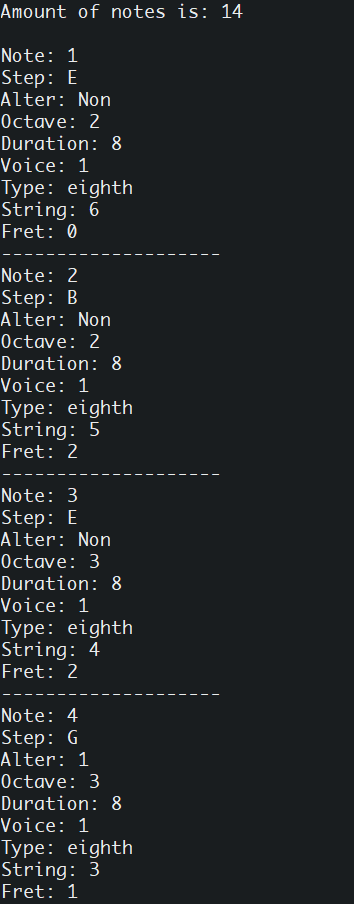 Amount of notes is: 14
Note: 1
Step: E
Alter: Non
Octave: 2
Duration: 8
Voice: 1
Type: eighth
String: 6
Fret: 0
--------------------
Note: 2
Step: B
Alter: Non
Octave: 2
Duration: 8
Voice: 1
Type: eighth
String: 5
Fret: 2
--------------------
Note: 3
Step: E
Alter: Non
Octave: 3
Duration: 8
Voice: 1
Type: eighth
String: 4
Fret: 2
--------------------
Note: 4
Step: G
Alter: 1
Octave: 3
Duration: 8
Voice: 1
Type: eighth
String: 3
Fret: 1